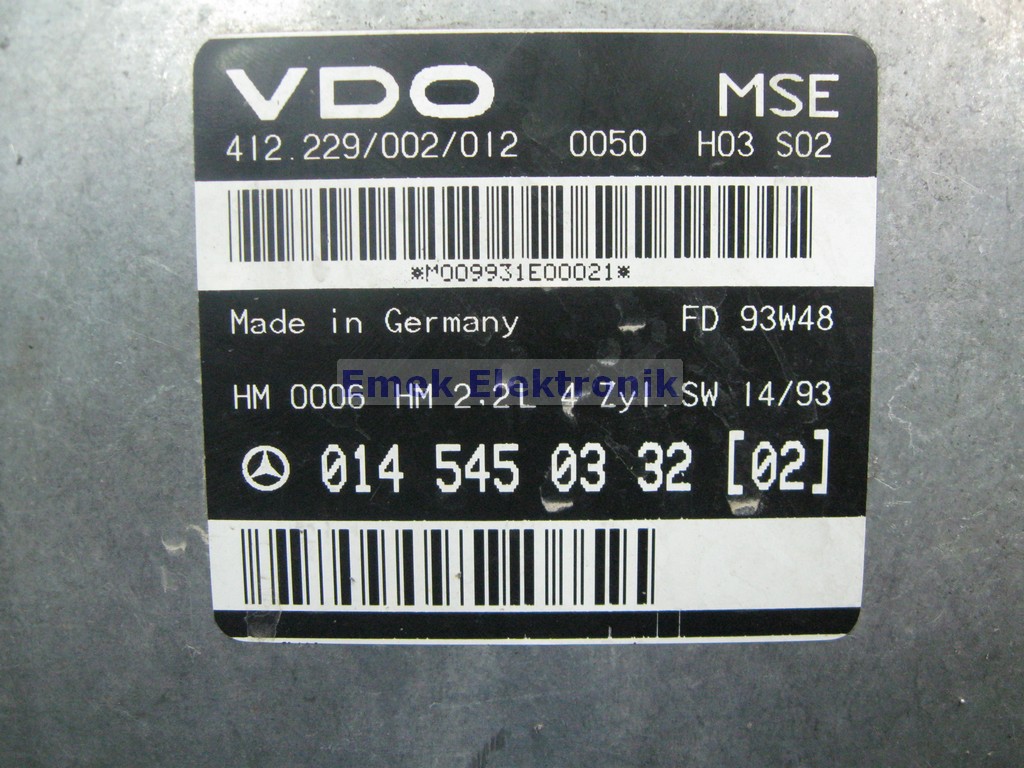 VDO MSE
412.229/002/012 0050 H03 S02
*M009931E00021*
Made in Germany FD 93W48
Emek Elektronik
HM 0006 HM 2.2L 4 Zyl. SW 14/93
014 545 03 32 [02]